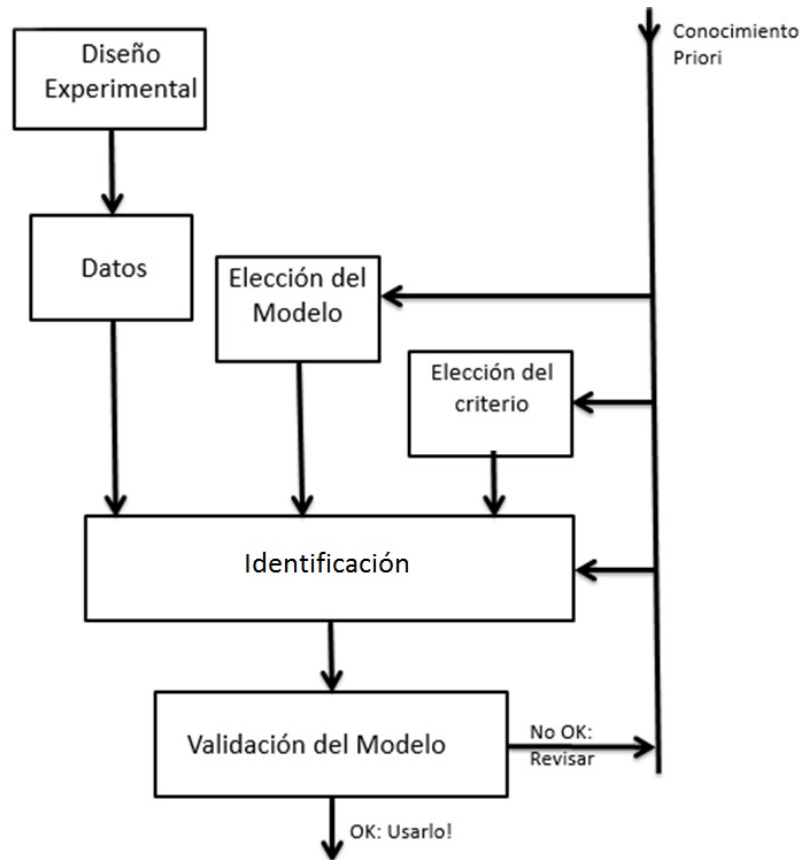 Diseño
Experimental
Conocimiento
Priori
Datos
Elección del
Modelo
Elección del
criterio
Identificación
Validación del Modelo
No OK:
Revisar
OK: Usarlo!